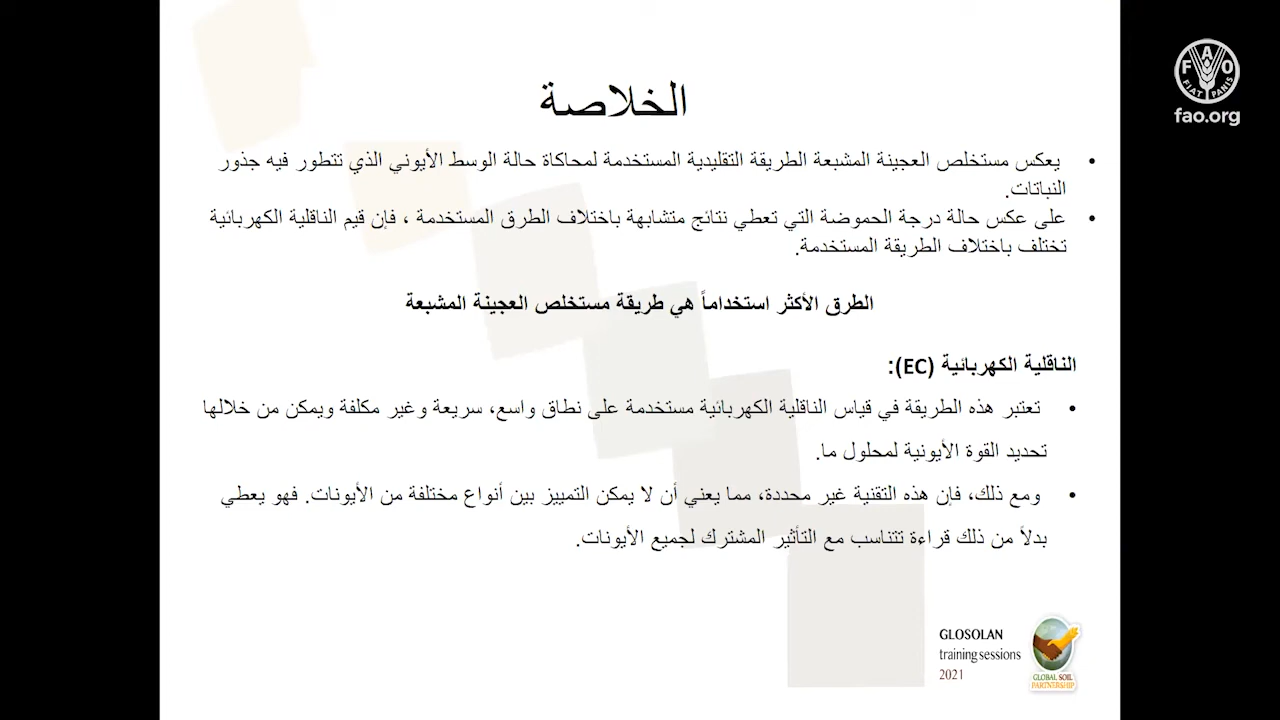 الخلاصة
• يعكس مستخلص العجينة المشبعة الطريقة التقليدية المستخدمة لمحاكاة حالة الوسط الأيوني الذي تتطور فيه جذور
النباتات.
• على عكس حالة درجة الحموضة التي تعطي نتائج متشابهة باختلاف الطرق المستخدمة ، فإن قيم الناقلية الكهربائية
تختلف باختلاف الطريقة المستخدمة.
الطرق الأكثر استخداماً هي طريقة مستخلص العجينة المشبعة
الناقلية الكهربائية (EC):
• تعتبر هذه الطريقة في قياس الناقلية الكهربائية مستخدمة على نطاق واسع، سريعة وغير مكلفة ويمكن من خلالها
تحديد القوة الأيونية لمحلول ما.
• ومع ذلك، فإن هذه التقنية غير محددة، مما يعني أن لا يمكن التمييز بين أنواع مختلفة من الأيونات. فهو يعطي
بدلاً من ذلك قراءة تتناسب مع التأثير المشترك لجميع الأيونات.
GLOSOLAN
training sessions
2021
GLOBAL SOIL
PARTNERSHIP
FAO
FIAT PANIS
fao.org